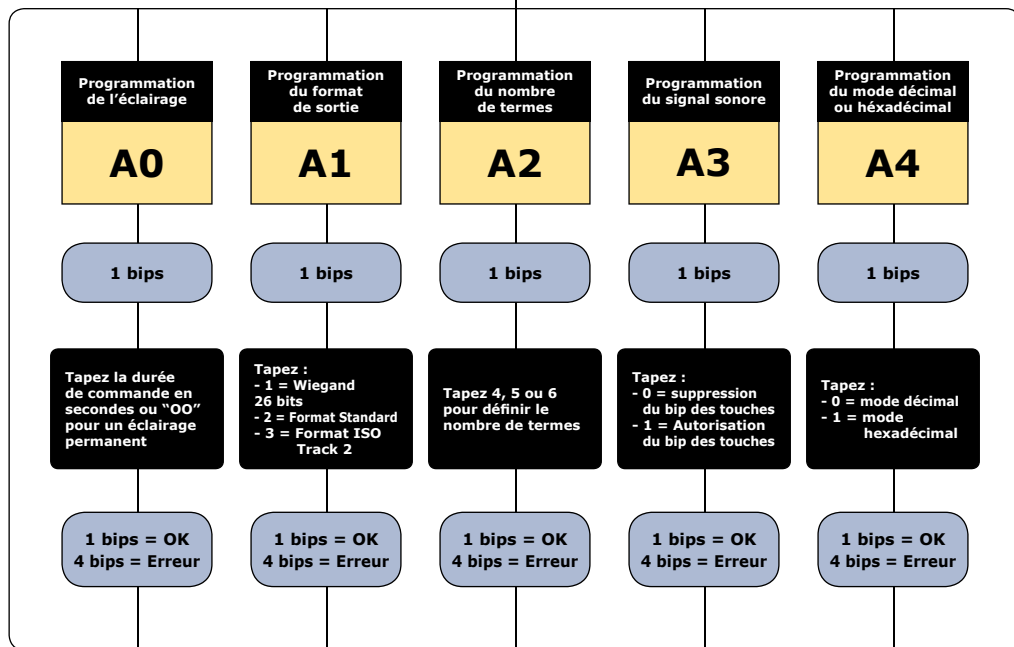 Programmation
de l'éclairage
A0
1 bips
Tapez la durée
de commande en
secondes ou “OO”
pour un éclairage
permanent
1 bips = OK
4 bips = Erreur
Programmation
du format
de sortie
A1
1 bips
Tapez :
- 1 = Wiegand
26 bits
- 2 = Format Standard
- 3 = Format ISO
Track 2
1 bips = OK
4 bips = Erreur
Programmation
du nombre
de termes
A2
1 bips
Tapez 4, 5 ou 6
pour définir le
nombre de termes
1 bips = OK
4 bips = Erreur
Programmation
du signal sonore
A3
1 bips
Tapez :
- 0 = suppression
du bip des touches
- 1 = Autorisation
du bip des touches
1 bips = OK
4 bips = Erreur
Programmation
du mode décimal
ou héxadécimal
A4
1 bips
Tapez :
- 0 = mode décimal
- 1 = mode
hexadécimal
1 bips = OK
4 bips = Erreur